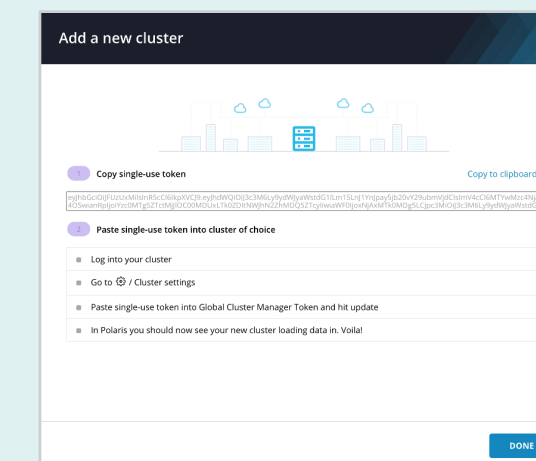 Add a new cluster
1 Copy single-use token Copy to clipboard
2 Paste single-use token into cluster of choice
Log into your cluster
Go to / Cluster settings
Paste single-use token into Global Cluster Manager Token and hit update
In Polaris you should now see your new cluster loading data in. Voila!
DONE